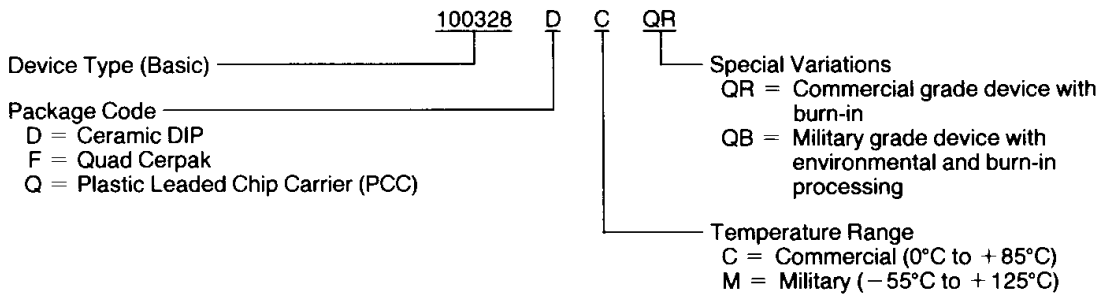 100328 D C QR
Device Type (Basic)
Package Code
D = Ceramic DIP
F = Quad Cerpak
Q = Plastic Leaded Chip Carrier (PCC)
Special Variations
QR = Commercial grade device with
burn-in
QB = Military grade device with
environmental and burn-in
processing
Temperature Range
C = Commercial (0°C to +85°C)
M = Military (−55°C to +125°C)